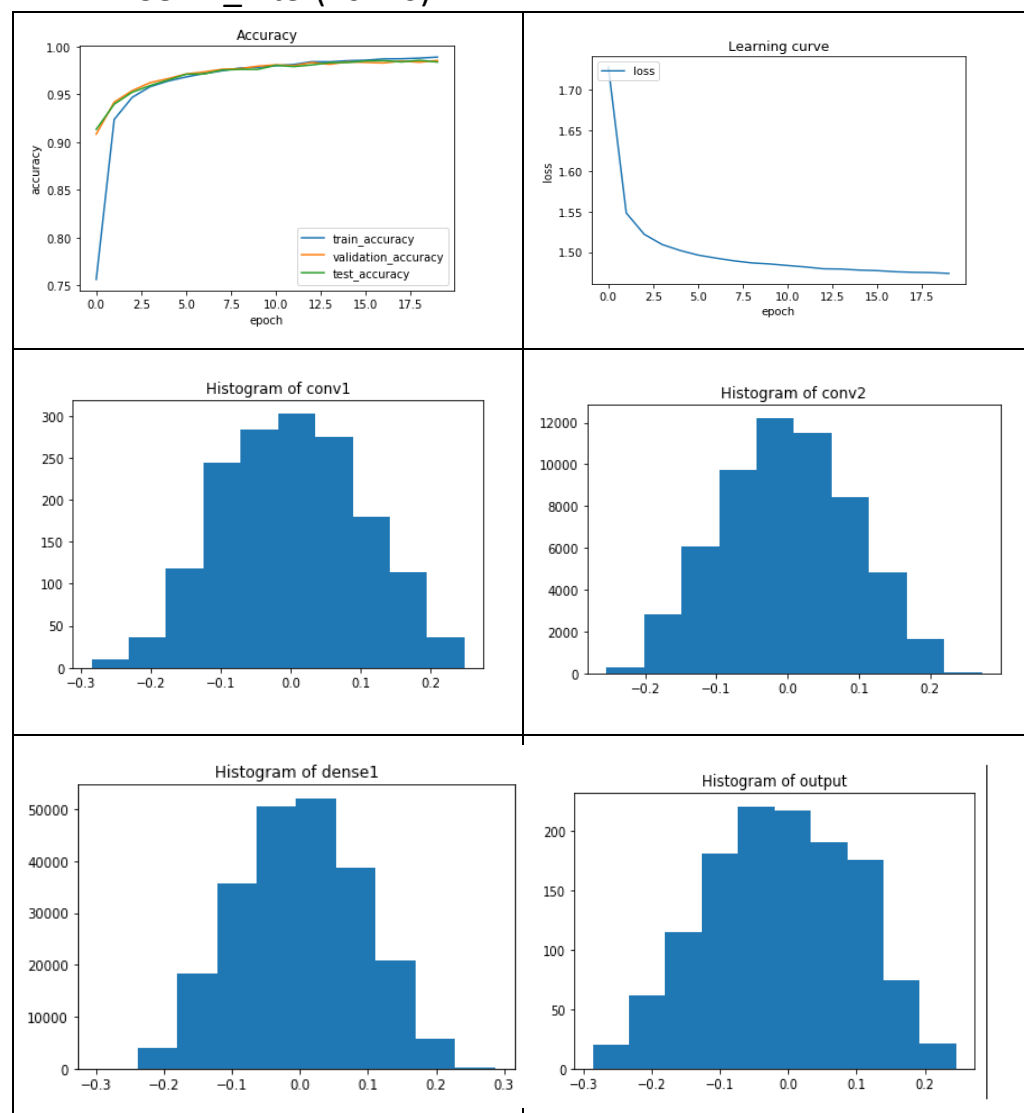 Accuracy
1.00
0.95
0.90
0.85
0.80
0.75
accuracy
train_accuracy
validation_accuracy
test_accuracy
0.0 2.5 5.0 7.5 10.0 12.5 15.0 17.5
epoch
Learning curve
loss
1.70
1.65
1.60
1.55
1.50
loss
0.0 2.5 5.0 7.5 10.0 12.5 15.0 17.5
epoch
Histogram of conv1
300
250
200
150
100
50
0
−0.3 −0.2 −0.1 0.0 0.1 0.2
Histogram of conv2
12000
10000
8000
6000
4000
2000
0
−0.2 −0.1 0.0 0.1 0.2
Histogram of dense1
50000
40000
30000
20000
10000
0
−0.3 −0.2 −0.1 0.0 0.1 0.2 0.3
Histogram of output
200
150
100
50
0
−0.3 −0.2 −0.1 0.0 0.1 0.2